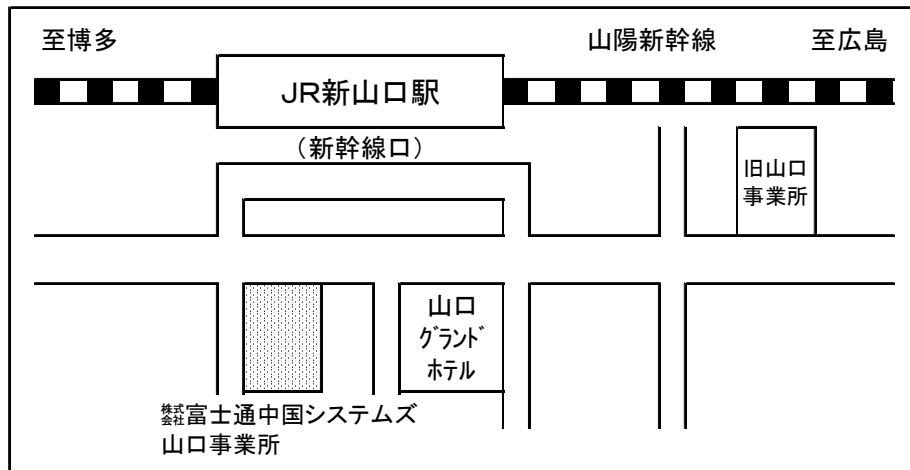 至博多
山陽新幹線
至広島
JR新山口駅
（新幹線口）
旧山口
事業所
山口
グランド
ホテル
株式会社富士通中国システムズ
山口事業所